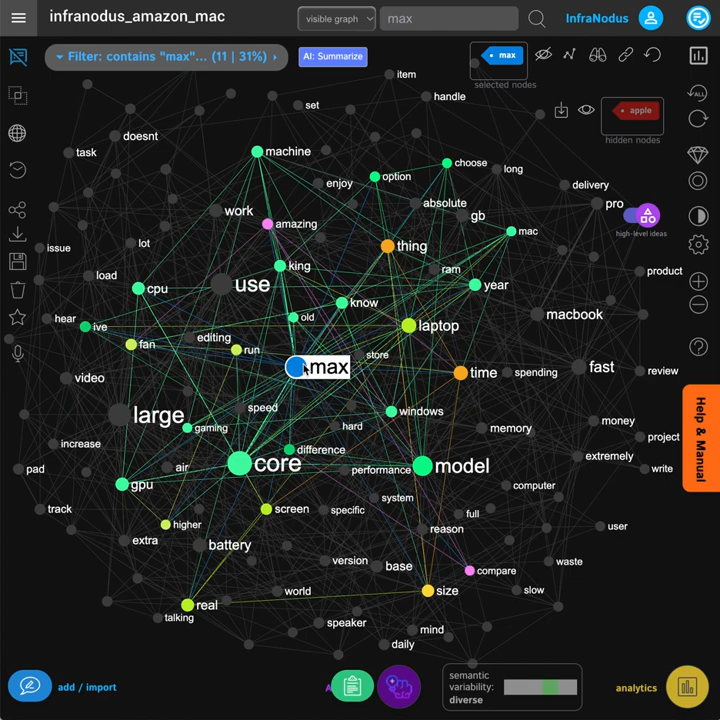 infranodus_amazon_mac
visible graph
max
InfraNodus
Filter: contains "max"... (11 | 31%)
AI: Summarize
max
selected nodes
ALL
apple
hidden nodes
item
handle
set
doesnt
task
machine
choose
option
long
enjoy
delivery
absolute
pro
gb
work
amazing
high-level ideas
mac
thing
issue
lot
king
ram
product
load
use
year
cpu
know
old
macbook
hear
ive
laptop
editing
fan
run
store
max
fast
review
time
spending
video
large
speed
windows
gaming
hard
memory
money
project
increase
difference
extremely
core
air
performance
model
write
pad
gpu
computer
system
track
screen
specific
full
higher
reason
user
extra
battery
version
base
waste
compare
world
size
slow
real
talking
speaker
mind
daily
Help & Manual
add / import
A
semantic
variability:
diverse
analytics